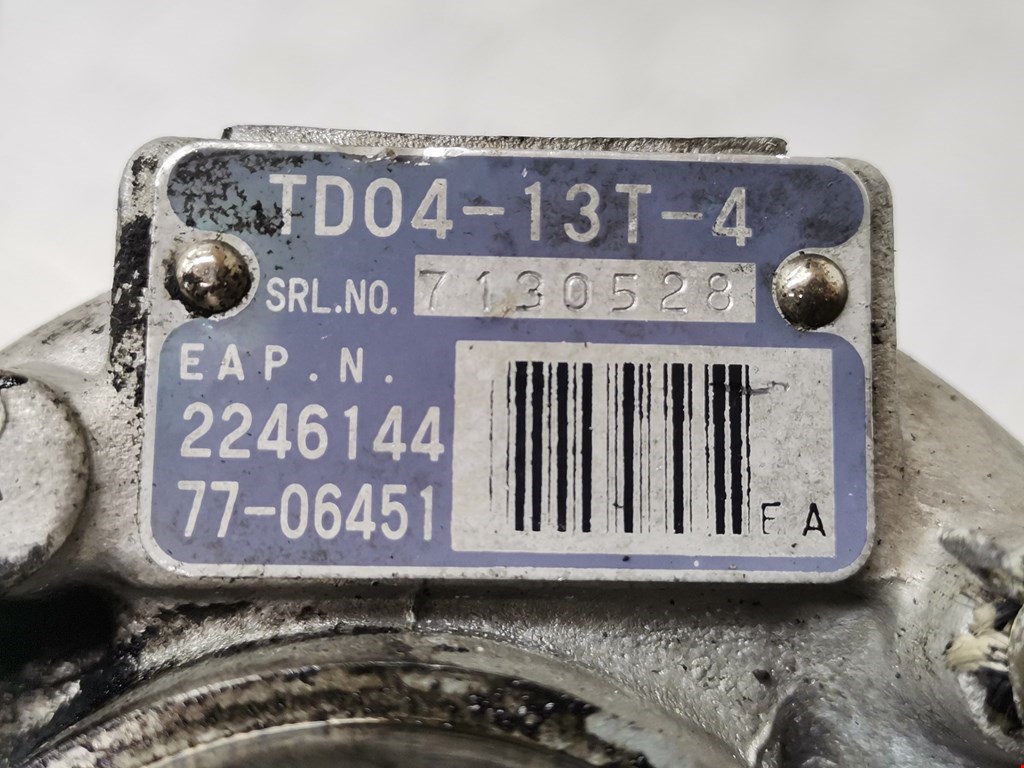 TD04-13T-4
SRL.NO. 7130528
EAP.N.
2246144
77-06451
EA